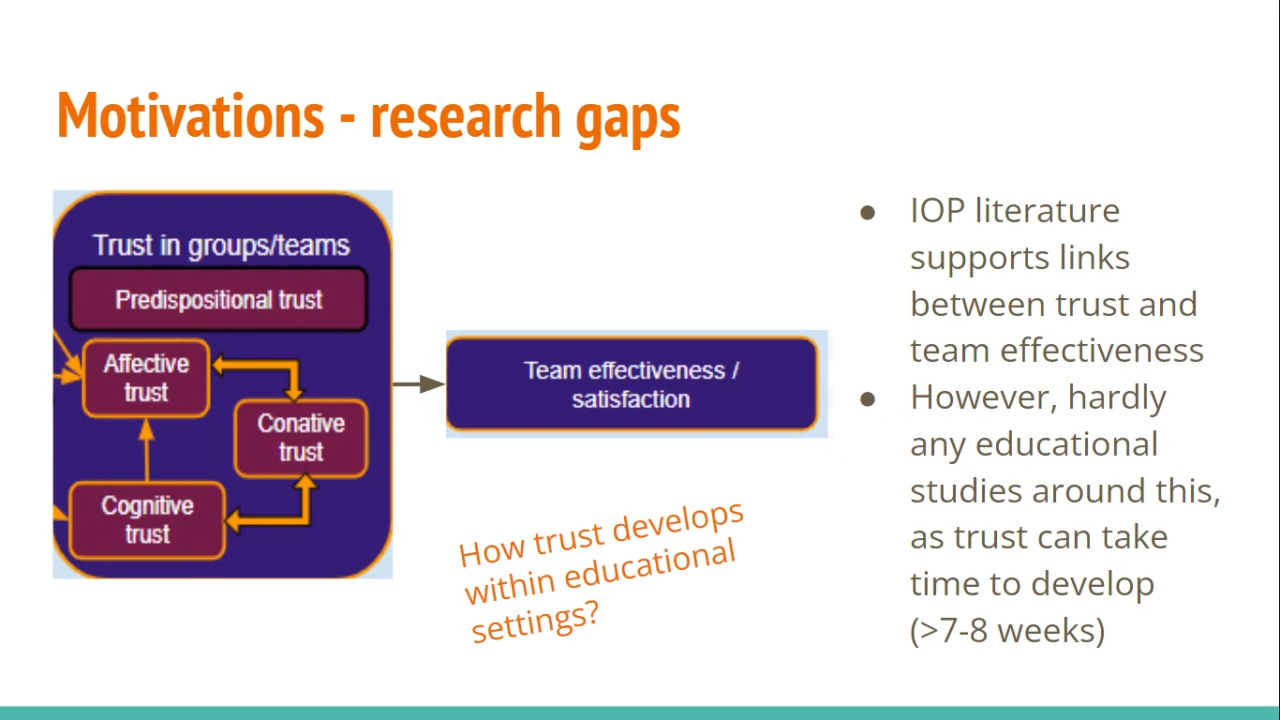 Motivations - research gaps
Trust in groups/teams
Predispositional trust
Affective
trust
Conative
trust
Cognitive
trust
Team effectiveness /
satisfaction
How trust develops
within educational
settings?
● IOP literature
supports links
between trust and
team effectiveness
● However, hardly
any educational
studies around this,
as trust can take
time to develop
(>7-8 weeks)